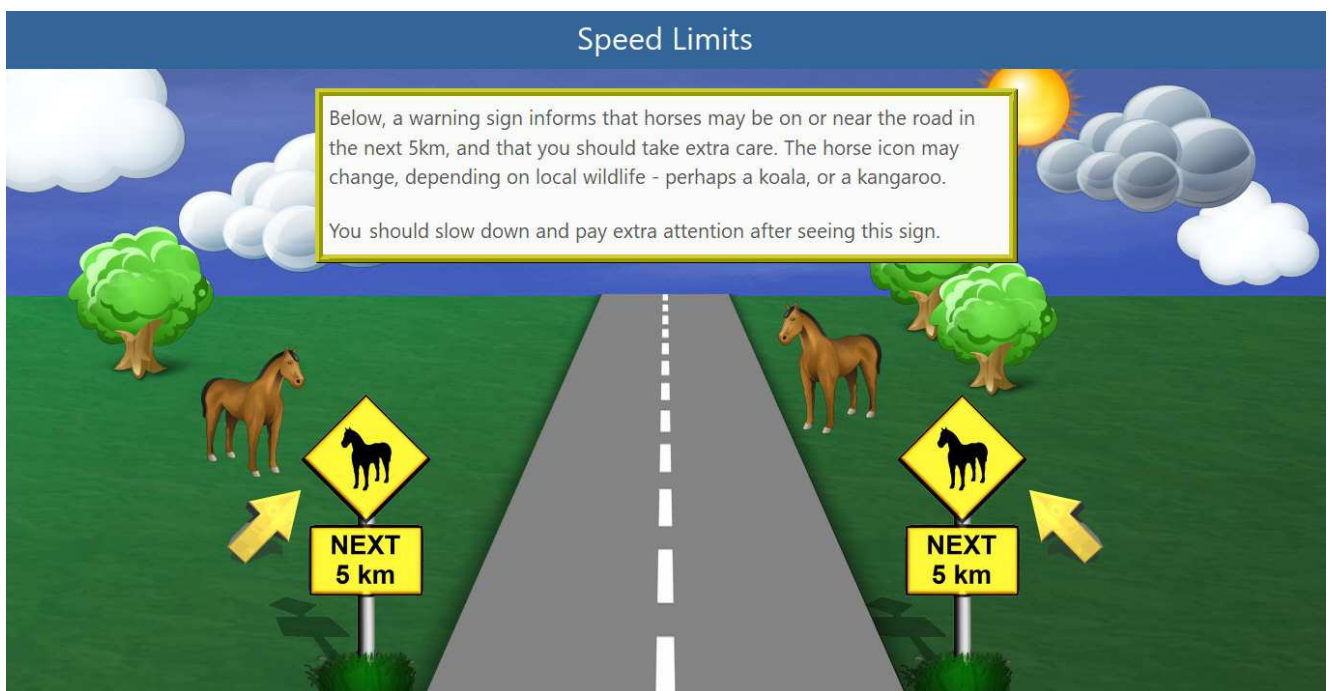 Speed Limits
Below, a warning sign informs that horses may be on or near the road in
the next 5km, and that you should take extra care. The horse icon may
change, depending on local wildlife - perhaps a koala, or a kangaroo.
You should slow down and pay extra attention after seeing this sign.
NEXT
5 km
NEXT
5 km